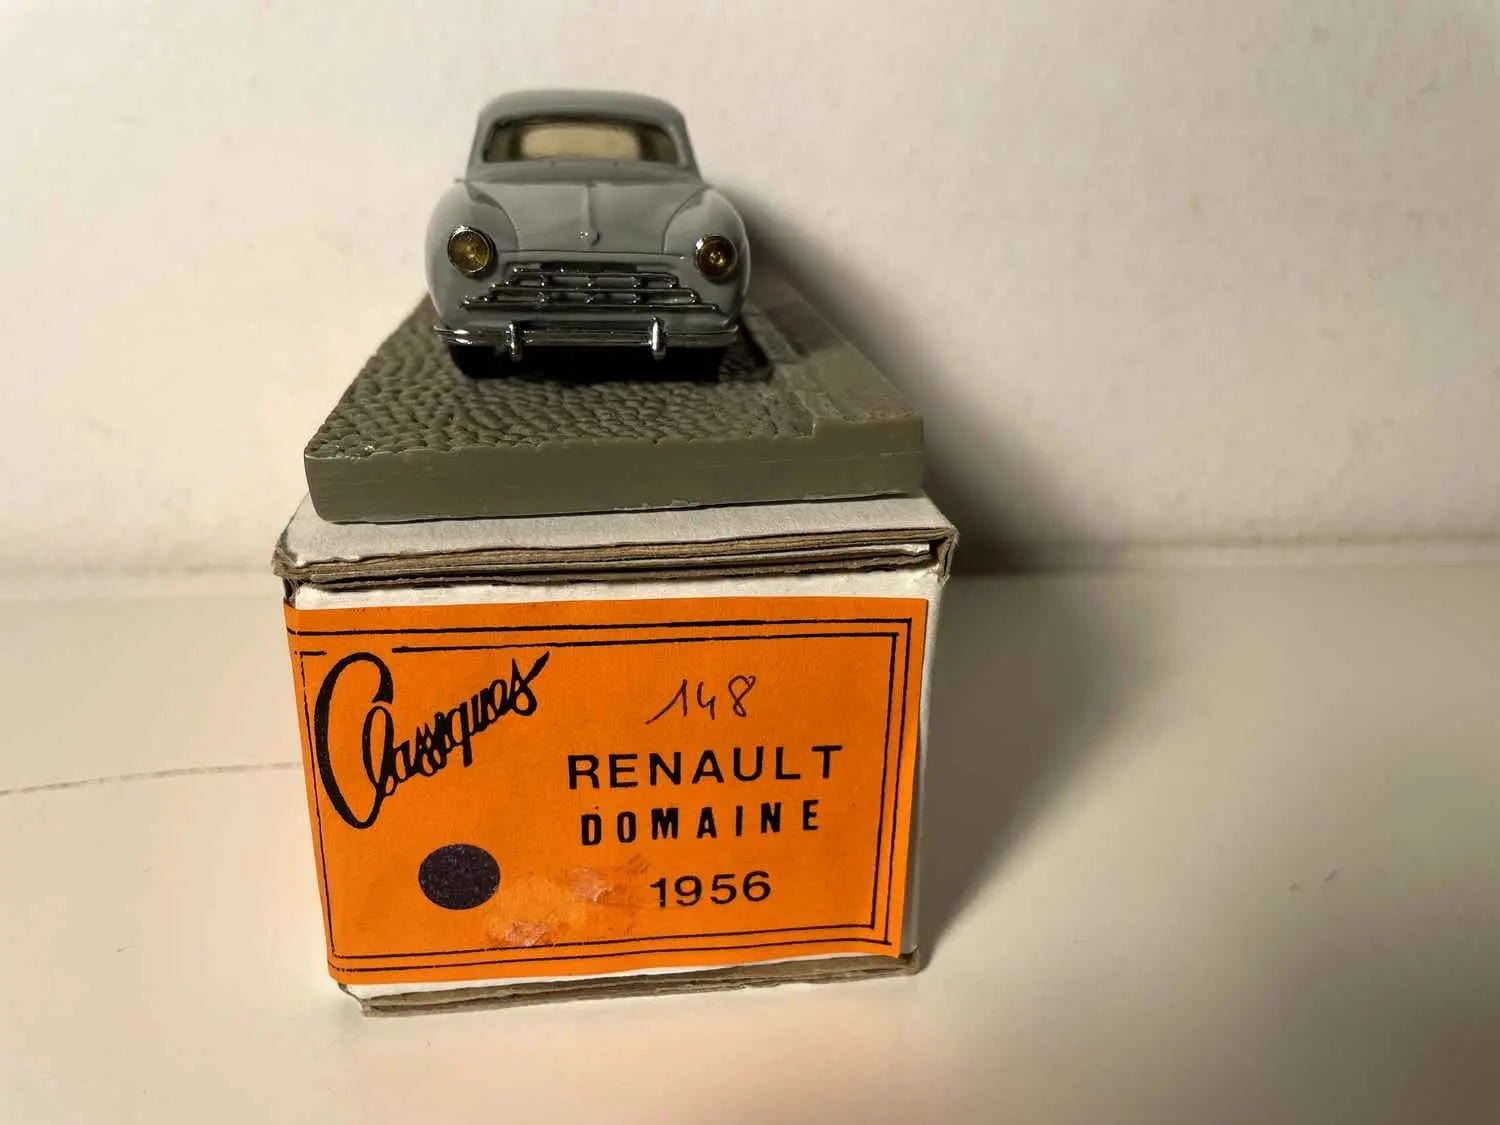 Classiques
148
RENAULT
DOMAINE
1956